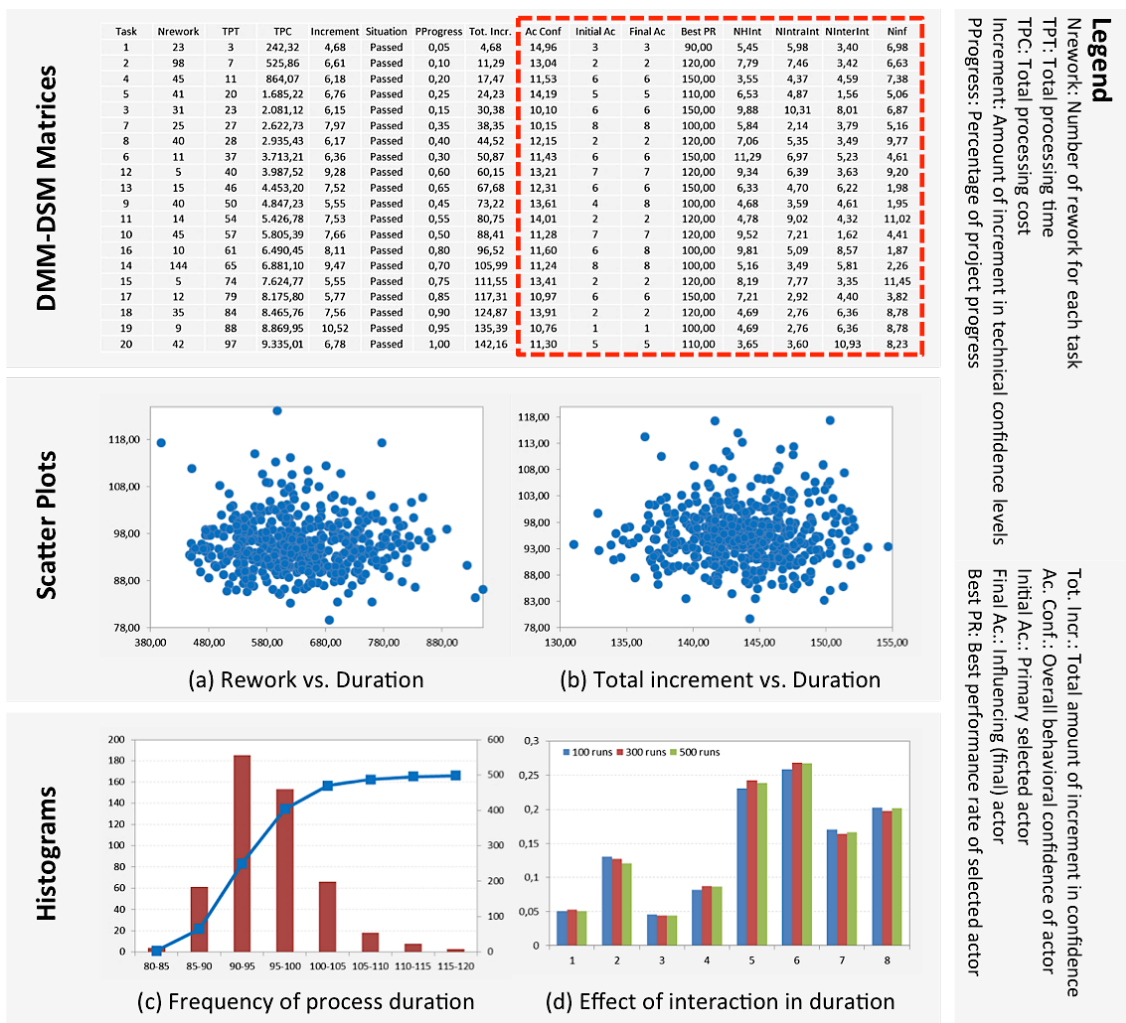 DMM-DSM Matrices
Task Nrework TPT TPC Increment Situation PProgress Tot. Incr. Ac Conf Initial Ac Final Ac Best PR NHInt NIntraInt NInterInt Ninf
1 23 3 242,32 4,68 Passed 0,05 4,68 14,96 3 3 90,00 5,45 5,98 3,40 6,98
2 98 7 525,86 6,61 Passed 0,10 11,29 13,04 2 2 120,00 7,79 7,46 3,42 6,63
4 45 11 864,07 6,18 Passed 0,20 17,47 11,53 6 6 150,00 3,55 4,37 4,59 7,38
5 41 20 1.685,22 6,76 Passed 0,25 24,23 14,19 5 5 110,00 6,53 4,87 1,56 5,06
3 31 23 2.081,12 6,15 Passed 0,15 30,38 10,10 6 6 150,00 9,88 10,31 8,01 6,87
7 25 27 2.622,73 7,97 Passed 0,35 38,35 10,15 8 8 100,00 5,84 2,14 3,79 5,16
8 40 28 2.935,43 6,17 Passed 0,40 44,52 12,15 2 2 120,00 7,06 5,35 3,49 9,77
6 11 37 3.713,21 6,36 Passed 0,30 50,87 11,43 6 6 150,00 11,29 6,97 5,23 4,61
12 5 40 3.987,52 9,28 Passed 0,60 60,15 13,21 7 7 120,00 9,34 6,39 3,63 9,20
13 15 46 4.453,20 7,52 Passed 0,65 67,68 12,31 6 6 150,00 6,33 4,70 6,22 1,98
9 40 50 4.847,23 5,55 Passed 0,45 73,22 13,61 4 8 100,00 4,68 3,59 4,61 1,95
11 14 54 5.426,78 7,53 Passed 0,55 80,75 14,01 2 2 120,00 4,78 9,02 4,32 11,02
10 45 57 5.805,39 7,66 Passed 0,50 88,41 11,28 7 7 120,00 9,52 7,21 1,62 4,41
16 10 61 6.490,45 8,11 Passed 0,80 96,52 11,60 6 8 100,00 9,81 5,09 8,57 1,87
14 144 65 6.881,10 9,47 Passed 0,70 105,99 11,24 8 8 100,00 5,16 3,49 5,81 2,26
15 5 74 7.624,77 5,55 Passed 0,75 111,55 13,41 2 2 120,00 8,19 7,77 3,35 11,45
17 12 79 8.175,80 5,77 Passed 0,85 117,31 10,97 6 6 150,00 7,21 2,92 4,40 3,82
18 35 84 8.465,76 7,56 Passed 0,90 124,87 13,91 2 2 120,00 4,69 2,76 6,36 8,78
19 9 88 8.869,95 10,52 Passed 0,95 135,39 10,76 1 1 100,00 4,69 2,76 6,36 8,78
20 42 97 9.335,01 6,78 Passed 1,00 142,16 11,30 5 5 110,00 3,65 3,60 10,93 8,23
Legend
Nrework: Number of rework for each task
TPT: Total processing time
TPC: Total processing cost
Increment: Amount of increment in technical confidence levels
PProgress: Percentage of project progress
Tot. Incr.: Total amount of increment in confidence
Ac. Conf.: Overall behavioral confidence of actor
Initial Ac.: Primary selected actor
Final Ac.: Influencing (final) actor
Best PR: Best performance rate of selected actor
Scatter Plots
118,00
108,00
98,00
88,00
78,00
380,00 480,00 580,00 680,00 780,00 880,00
(a) Rework vs. Duration
118,00
113,00
108,00
103,00
98,00
93,00
88,00
83,00
78,00
130,00 135,00 140,00 145,00 150,00 155,00
(b) Total increment vs. Duration
Histograms
200 600
180
160 500
140
120 400
100 300
80
60 200
40 100
20
0 0
80-85 85-90 90-95 95-100 100-105 105-110 110-115 115-120
(c) Frequency of process duration
100 runs 300 runs 500 runs
0,3
0,25
0,2
0,15
0,1
0,05
0
1 2 3 4 5 6 7 8
(d) Effect of interaction in duration